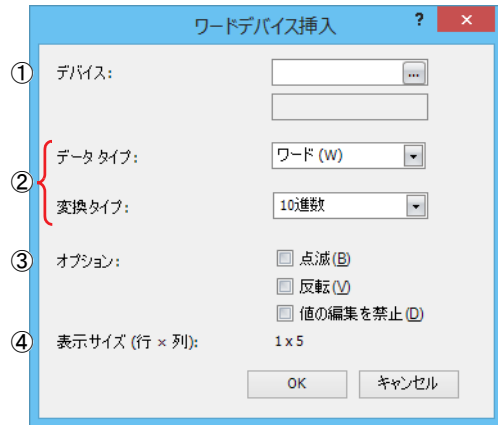 ワードデバイス挿入 ? ×
① デバイス: ...
② データ タイプ: ワード (W)
変換タイプ: 10進数
③ オプション: 点滅(B)
反転(V)
値の編集を禁止(D)
④ 表示サイズ (行 × 列): 1 x 5
OK キャンセル